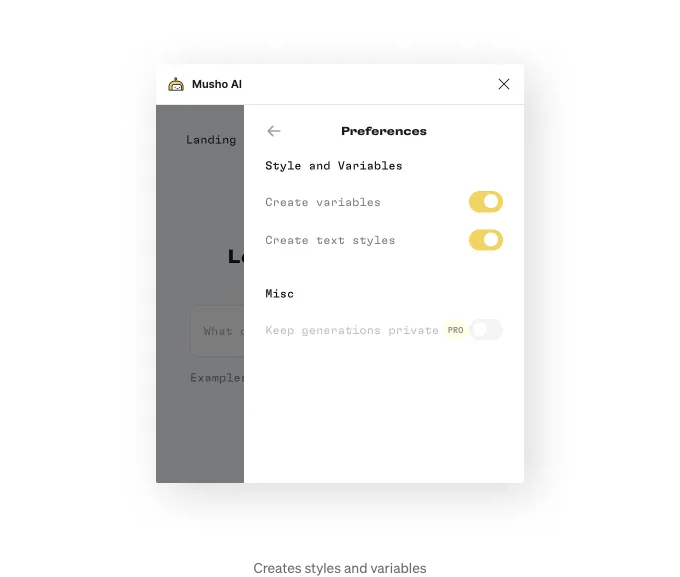 Musho AI
Landing
Preferences
Style and Variables
Create variables
Create text styles
Misc
Keep generations private PRO
What
Examples
Creates styles and variables